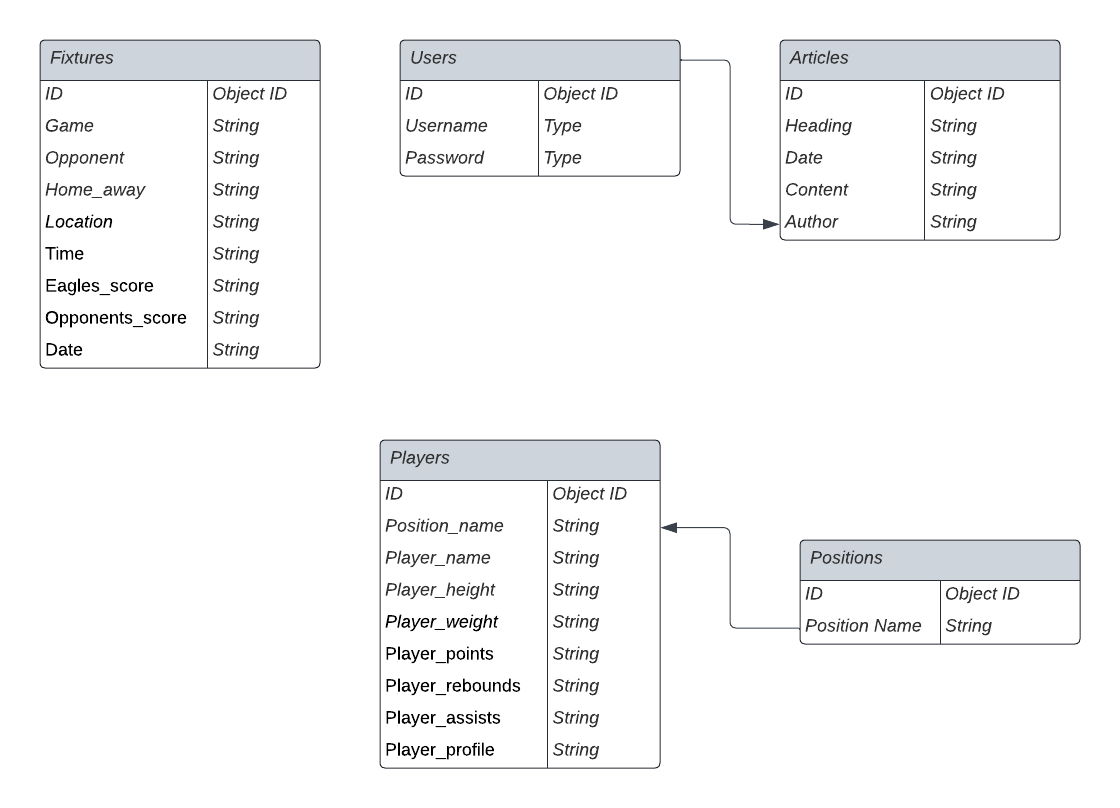 Fixtures
ID Object ID
Game String
Opponent String
Home_away String
Location String
Time String
Eagles_score String
Opponents_score String
Date String
Users
ID Object ID
Username Type
Password Type
Articles
ID Object ID
Heading String
Date String
Content String
Author String
Players
ID Object ID
Position_name String
Player_name String
Player_height String
Player_weight String
Player_points String
Player_rebounds String
Player_assists String
Player_profile String
Positions
ID Object ID
Position Name String